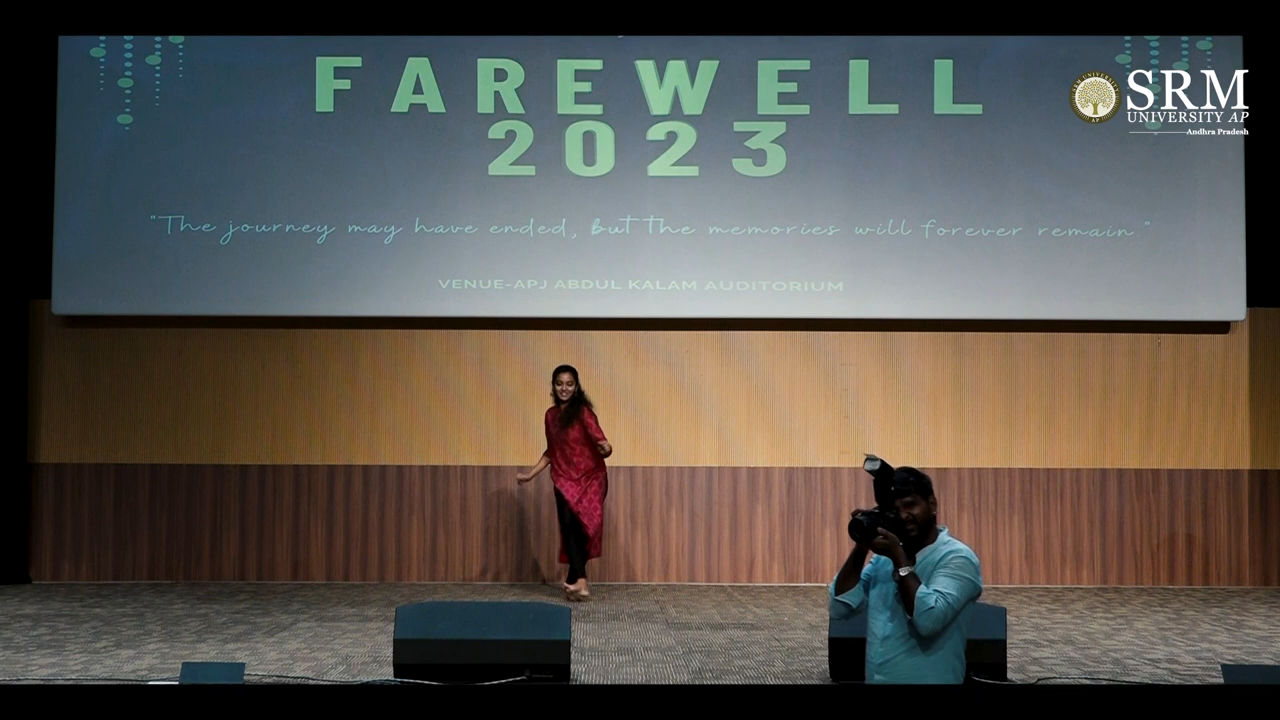 FAREWELL
2023
"The journey may have ended, but the memories will forever remain."
VENUE-APJ ABDUL KALAM AUDITORIUM
SRM
UNIVERSITY AP
Andhra Pradesh